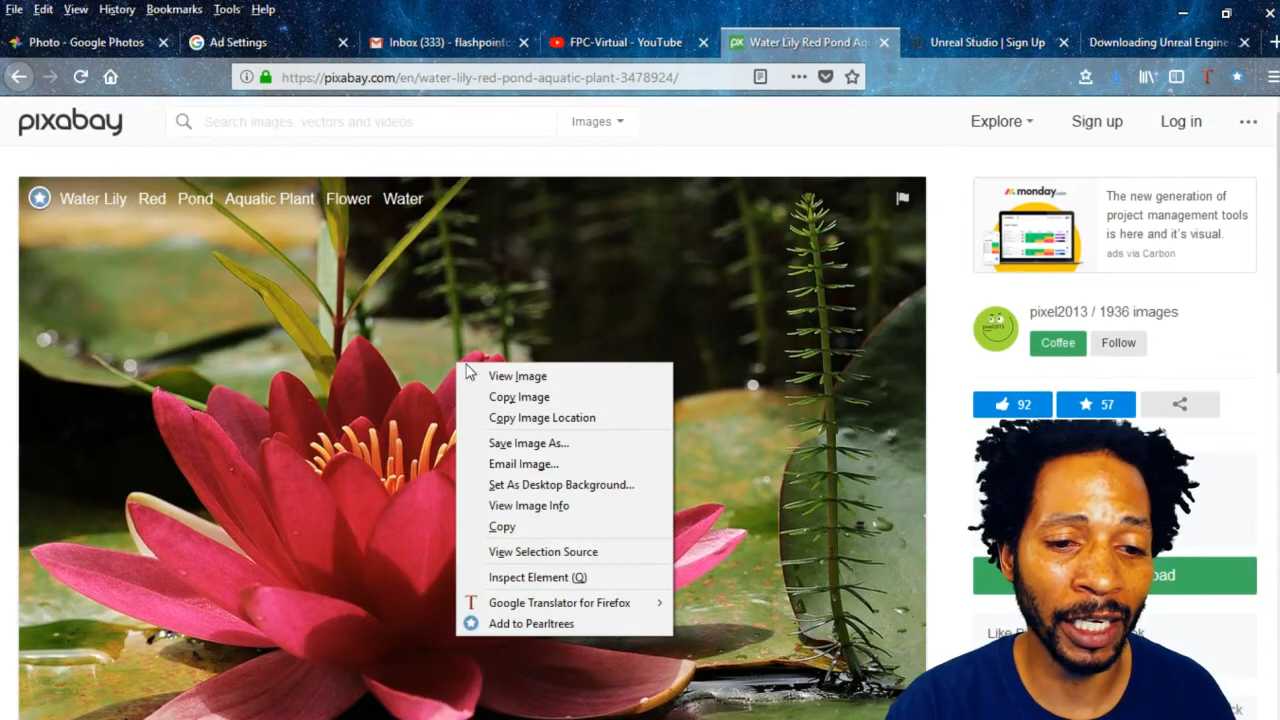 File Edit View History Bookmarks Tools Help
Photo - Google Photos
Ad Settings
Inbox (333) - flashpoint
FPC-Virtual - YouTube
Water Lily Red Pond Aq
Unreal Studio | Sign Up
Downloading Unreal Engine
https://pixabay.com/en/water-lily-red-pond-aquatic-plant-3478924/
pixabay
Search images, vectors and videos
Images
Explore
Sign up
Log in
Water Lily Red Pond Aquatic Plant Flower Water
monday.com
The new generation of
project management tools
is here and it's visual.
ads via Carbon
pixel2013 / 1936 images
Coffee
Follow
92
57
View Image
Copy Image
Copy Image Location
Save Image As...
Email Image...
Set As Desktop Background...
View Image Info
Copy
View Selection Source
Inspect Element (Q)
Google Translator for Firefox
Add to Pearltrees
oad
Like